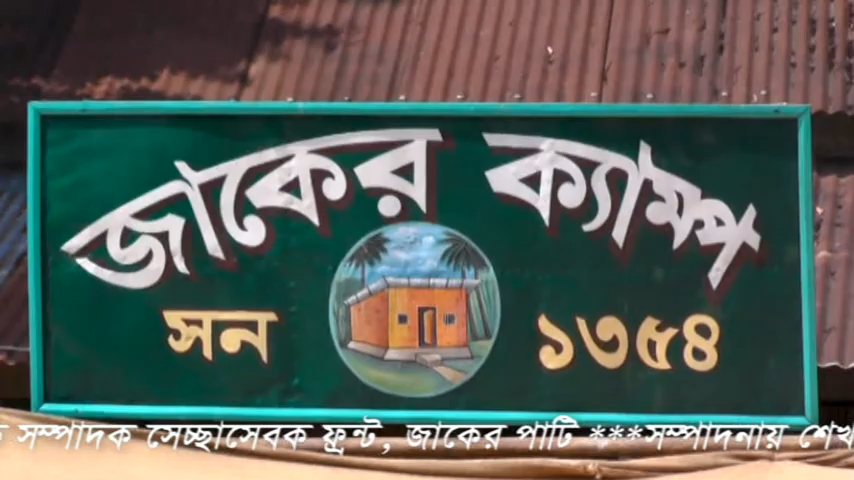 জাকের ক্যাম্প
সন ১৩৫৪
সম্পাদক সেচ্ছাসেবক ফ্রন্ট, জাকের পাটি ***সম্পাদনায় শেখ